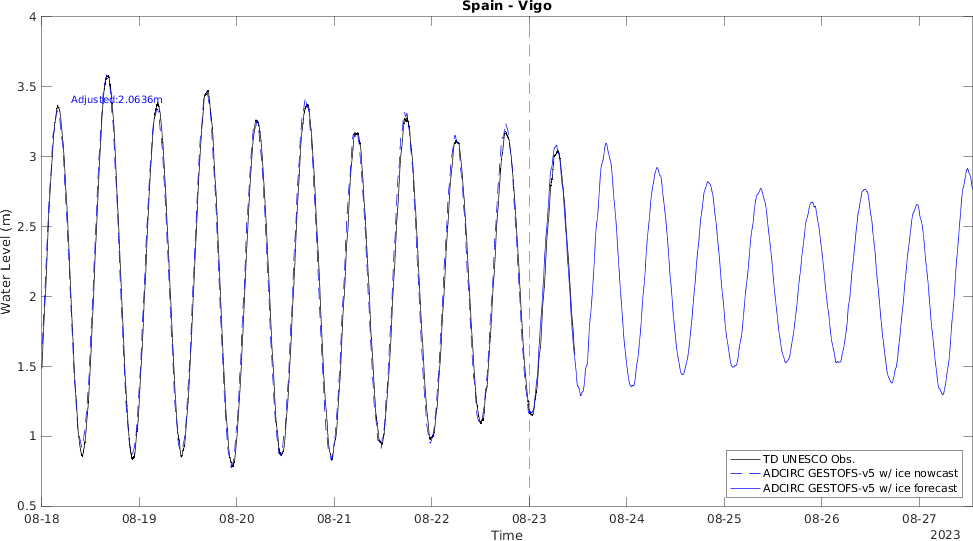 Spain - Vigo
4
3.5
3
2.5
2
1.5
1
0.5
Water Level (m)
Adjusted:2.0636m
TD UNESCO Obs.
ADCIRC GESTOFS-v5 w/ ice nowcast
ADCIRC GESTOFS-v5 w/ ice forecast
08-18 08-19 08-20 08-21 08-22 08-23 08-24 08-25 08-26 08-27
Time
2023